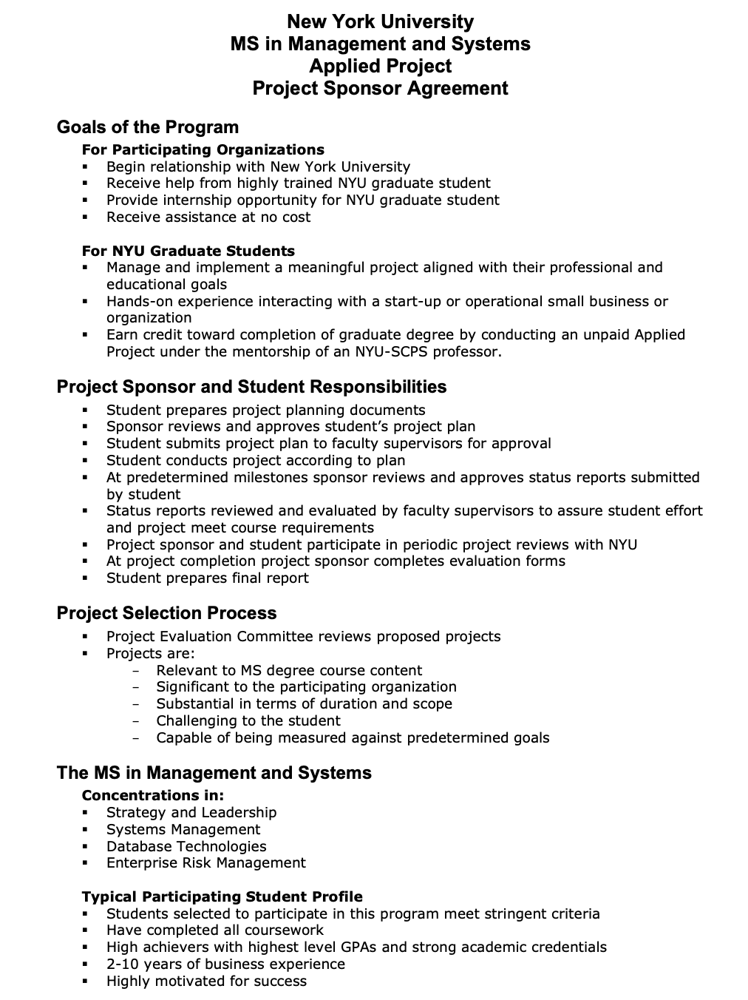 New York University
MS in Management and Systems
Applied Project
Project Sponsor Agreement
Goals of the Program
For Participating Organizations
▪ Begin relationship with New York University
▪ Receive help from highly trained NYU graduate student
▪ Provide internship opportunity for NYU graduate student
▪ Receive assistance at no cost
For NYU Graduate Students
▪ Manage and implement a meaningful project aligned with their professional and
educational goals
▪ Hands-on experience interacting with a start-up or operational small business or
organization
▪ Earn credit toward completion of graduate degree by conducting an unpaid Applied
Project under the mentorship of an NYU-SCPS professor.
Project Sponsor and Student Responsibilities
▪ Student prepares project planning documents
▪ Sponsor reviews and approves student’s project plan
▪ Student submits project plan to faculty supervisors for approval
▪ Student conducts project according to plan
▪ At predetermined milestones sponsor reviews and approves status reports submitted
by student
▪ Status reports reviewed and evaluated by faculty supervisors to assure student effort
and project meet course requirements
▪ Project sponsor and student participate in periodic project reviews with NYU
▪ At project completion project sponsor completes evaluation forms
▪ Student prepares final report
Project Selection Process
▪ Project Evaluation Committee reviews proposed projects
▪ Projects are:
– Relevant to MS degree course content
– Significant to the participating organization
– Substantial in terms of duration and scope
– Challenging to the student
– Capable of being measured against predetermined goals
The MS in Management and Systems
Concentrations in:
▪ Strategy and Leadership
▪ Systems Management
▪ Database Technologies
▪ Enterprise Risk Management
Typical Participating Student Profile
▪ Students selected to participate in this program meet stringent criteria
▪ Have completed all coursework
▪ High achievers with highest level GPAs and strong academic credentials
▪ 2-10 years of business experience
▪ Highly motivated for success